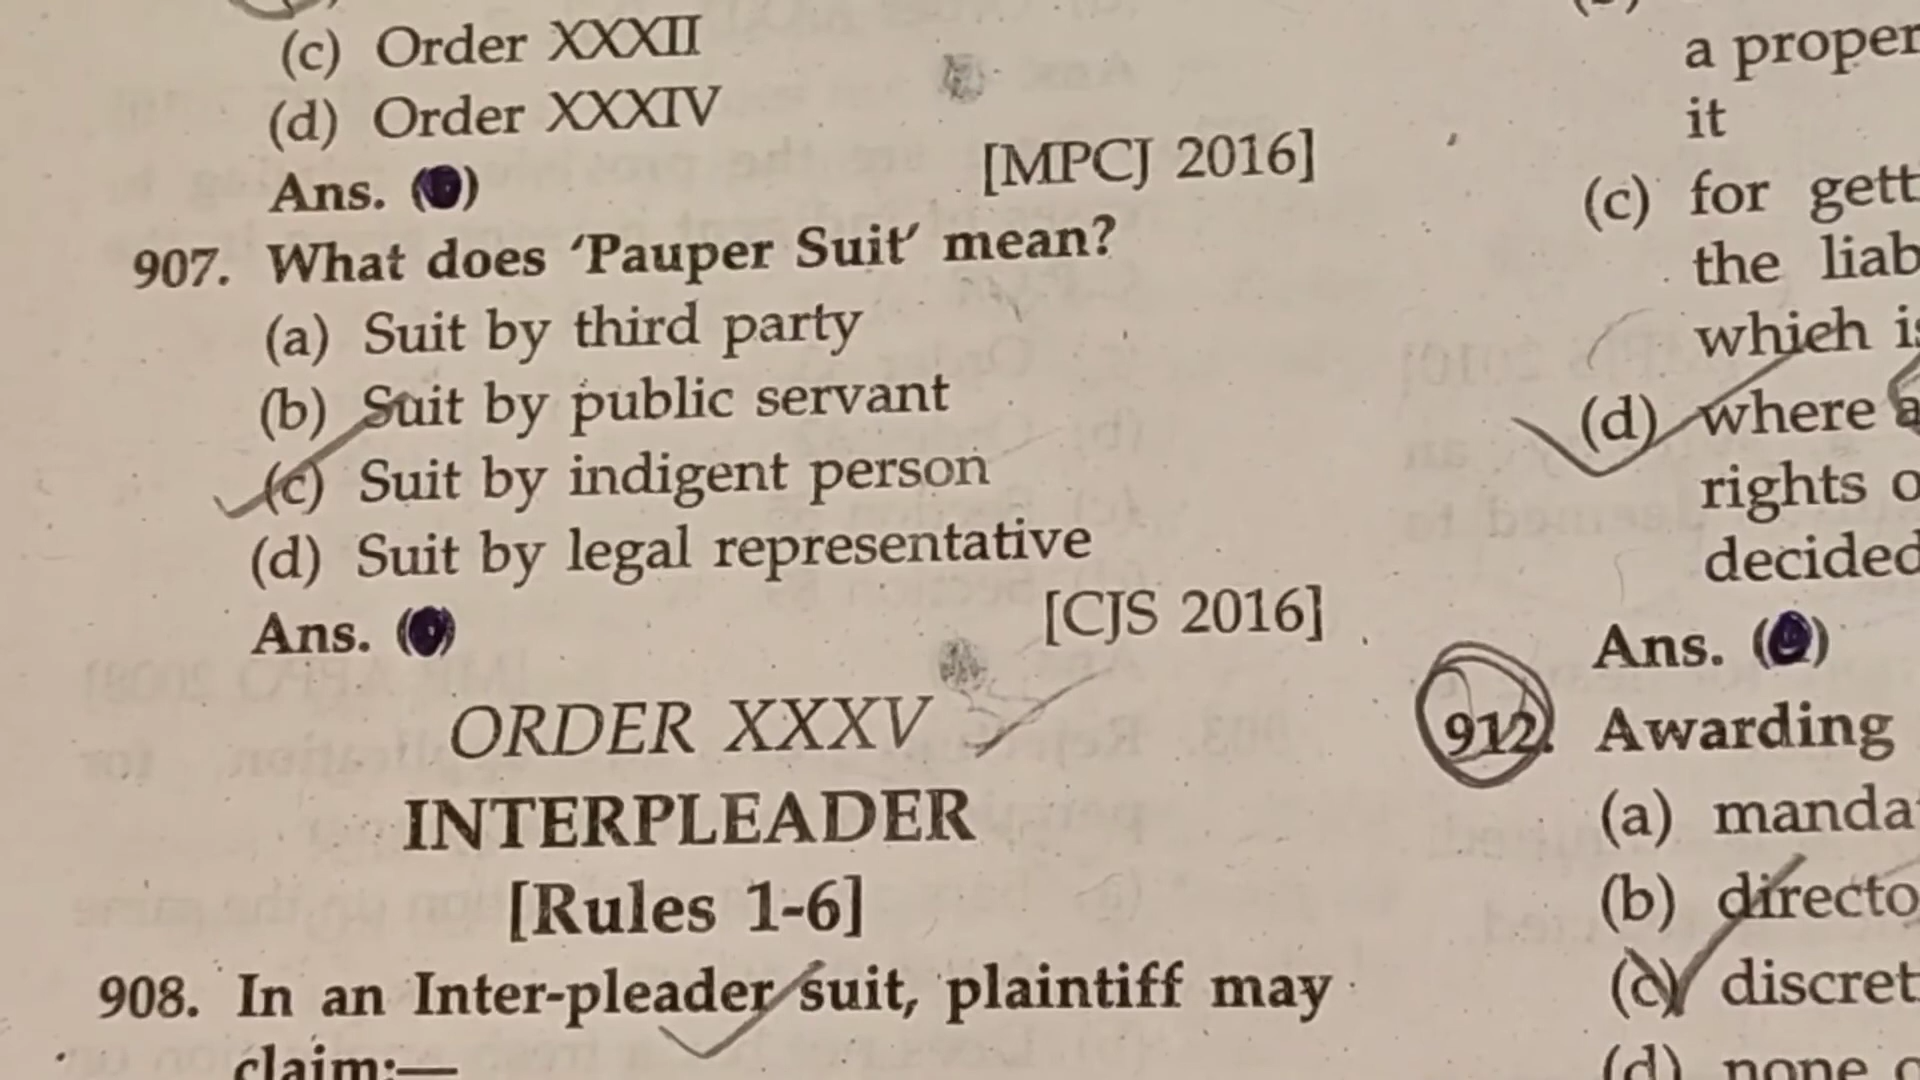 (c) Order XXXII
(d) Order XXXIV
Ans. ( )
[MPCJ 2016]
907. What does 'Pauper Suit' mean?
(a) Suit by third party
(b) Suit by public servant
(c) Suit by indigent person
(d) Suit by legal representative
Ans. ( )
[CJS 2016]
ORDER XXXV
INTERPLEADER
[Rules 1-6]
908. In an Inter-pleader suit, plaintiff may
claim:—
a proper
it
(c) for gett
the liab
which is
(d) where a
rights o
decided
Ans. ( )
912. Awarding
(a) manda
(b) directo
(c) discret
(d) none o